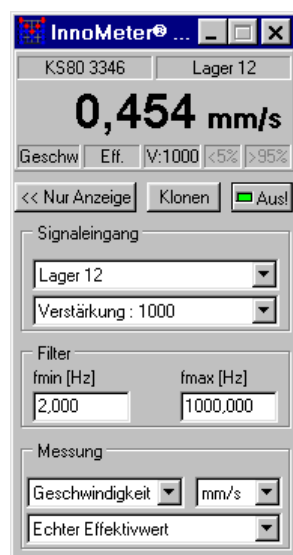 InnoMeter® ...
KS80 3346 Lager 12
0,454 mm/s
Geschw Eff. V:1000 <5% >95%
<< Nur Anzeige Klonen Aus!
Signaleingang
Lager 12
Verstärkung : 1000
Filter
fmin [Hz] fmax [Hz]
2,000 1000,000
Messung
Geschwindigkeit mm/s
Echter Effektivwert